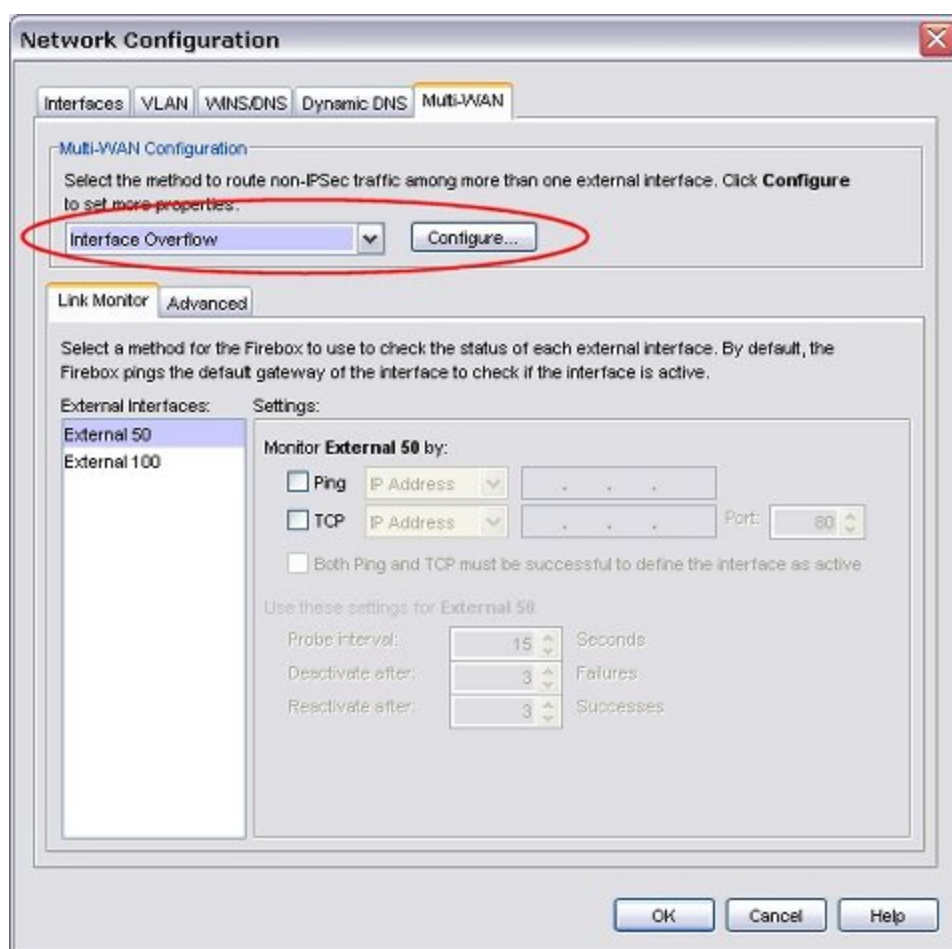 Network Configuration
Interfaces VLAN WINS/DNS Dynamic DNS Multi-WAN
Multi-WAN Configuration
Select the method to route non-IPSec traffic among more than one external interface. Click Configure
to set more properties.
Interface Overflow Configure...
Link Monitor Advanced
Select a method for the Firebox to use to check the status of each external interface. By default, the
Firebox pings the default gateway of the interface to check if the interface is active.
External Interfaces: Settings:
External 50
External 100
Monitor External 50 by:
Ping IP Address . . .
TCP IP Address . . . Port: 80
Both Ping and TCP must be successful to define the interface as active
Use these settings for External 50:
Probe interval: 15 Seconds
Deactivate after: 3 Failures
Reactivate after: 3 Successes
OK Cancel Help